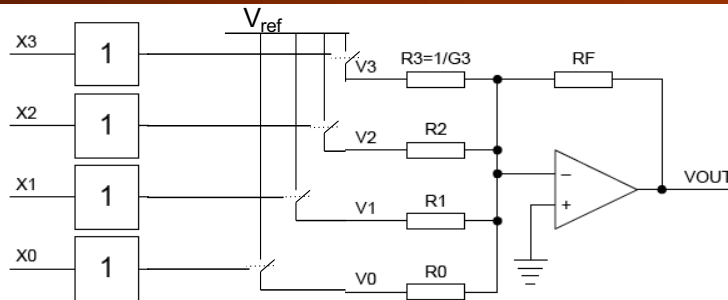 Vref
X3 1 V3 R3=1/G3 RF
X2 1 V2 R2
X1 1 V1 R1
− + VOUT
X0 1 V0 R0